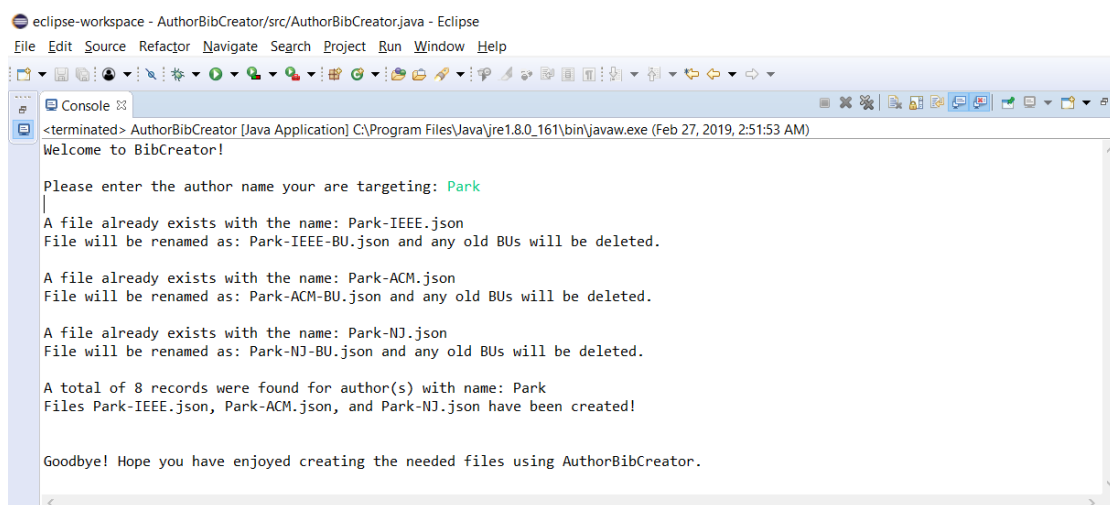 eclipse-workspace - AuthorBibCreator/src/AuthorBibCreator.java - Eclipse
File Edit Source Refactor Navigate Search Project Run Window Help
Console
<terminated> AuthorBibCreator [Java Application] C:\Program Files\Java\jre1.8.0_161\bin\javaw.exe (Feb 27, 2019, 2:51:53 AM)
Welcome to BibCreator!
Please enter the author name your are targeting: Park
A file already exists with the name: Park-IEEE.json
File will be renamed as: Park-IEEE-BU.json and any old BUs will be deleted.
A file already exists with the name: Park-ACM.json
File will be renamed as: Park-ACM-BU.json and any old BUs will be deleted.
A file already exists with the name: Park-NJ.json
File will be renamed as: Park-NJ-BU.json and any old BUs will be deleted.
A total of 8 records were found for author(s) with name: Park
Files Park-IEEE.json, Park-ACM.json, and Park-NJ.json have been created!
Goodbye! Hope you have enjoyed creating the needed files using AuthorBibCreator.